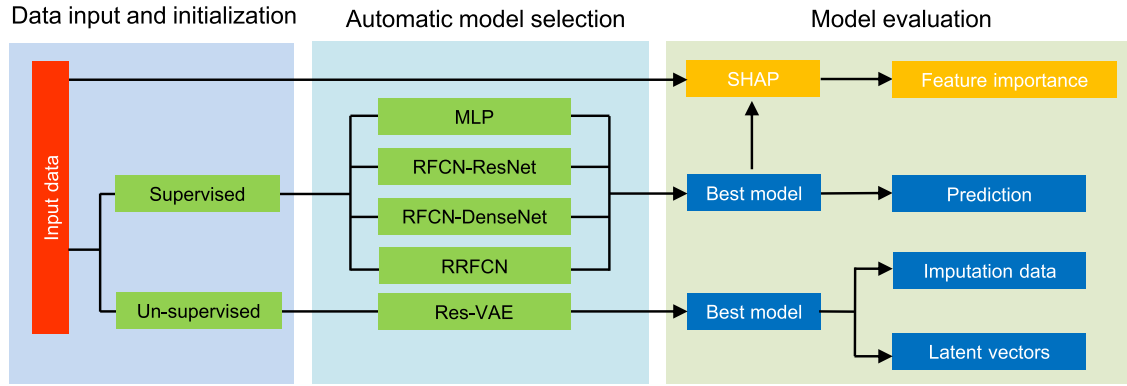 Data input and initialization
Automatic model selection
Model evaluation
Input data
Supervised
Un-supervised
MLP
RFCN-ResNet
RFCN-DenseNet
RRFCN
Res-VAE
SHAP
Feature importance
Best model
Prediction
Best model
Imputation data
Latent vectors